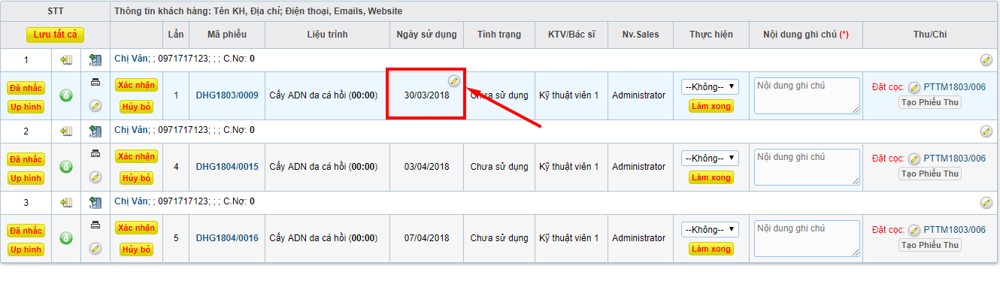 STT Thông tin khách hàng: Tên KH, Địa chỉ; Điện thoại, Emails, Website
Lưu tất cả Lần Mã phiếu Liệu trình Ngày sử dụng Tình trạng KTV/Bác sĩ Nv.Sales Thực hiện Nội dung ghi chú (*) Thu/Chi
1 Chị Vân; ; 0971717123; ; ; C.Nợ: 0
Đã nhắc Xác nhận --Không-- Nội dung ghi chú Đặt cọc: PTTM1803/006
1 DHG1803/0009 Cấy ADN da cá hồi (00:00) 30/03/2018 Chưa sử dụng Kỹ thuật viên 1 Administrator
Up hình Hủy bỏ Làm xong Tạo Phiếu Thu
2 Chị Vân; ; 0971717123; ; ; C.Nợ: 0
Đã nhắc Xác nhận --Không-- Nội dung ghi chú Đặt cọc: PTTM1803/006
4 DHG1804/0015 Cấy ADN da cá hồi (00:00) 03/04/2018 Chưa sử dụng Kỹ thuật viên 1 Administrator
Up hình Hủy bỏ Làm xong Tạo Phiếu Thu
3 Chị Vân; ; 0971717123; ; ; C.Nợ: 0
Đã nhắc Xác nhận --Không-- Nội dung ghi chú Đặt cọc: PTTM1803/006
5 DHG1804/0016 Cấy ADN da cá hồi (00:00) 07/04/2018 Chưa sử dụng Kỹ thuật viên 1 Administrator
Up hình Hủy bỏ Làm xong Tạo Phiếu Thu